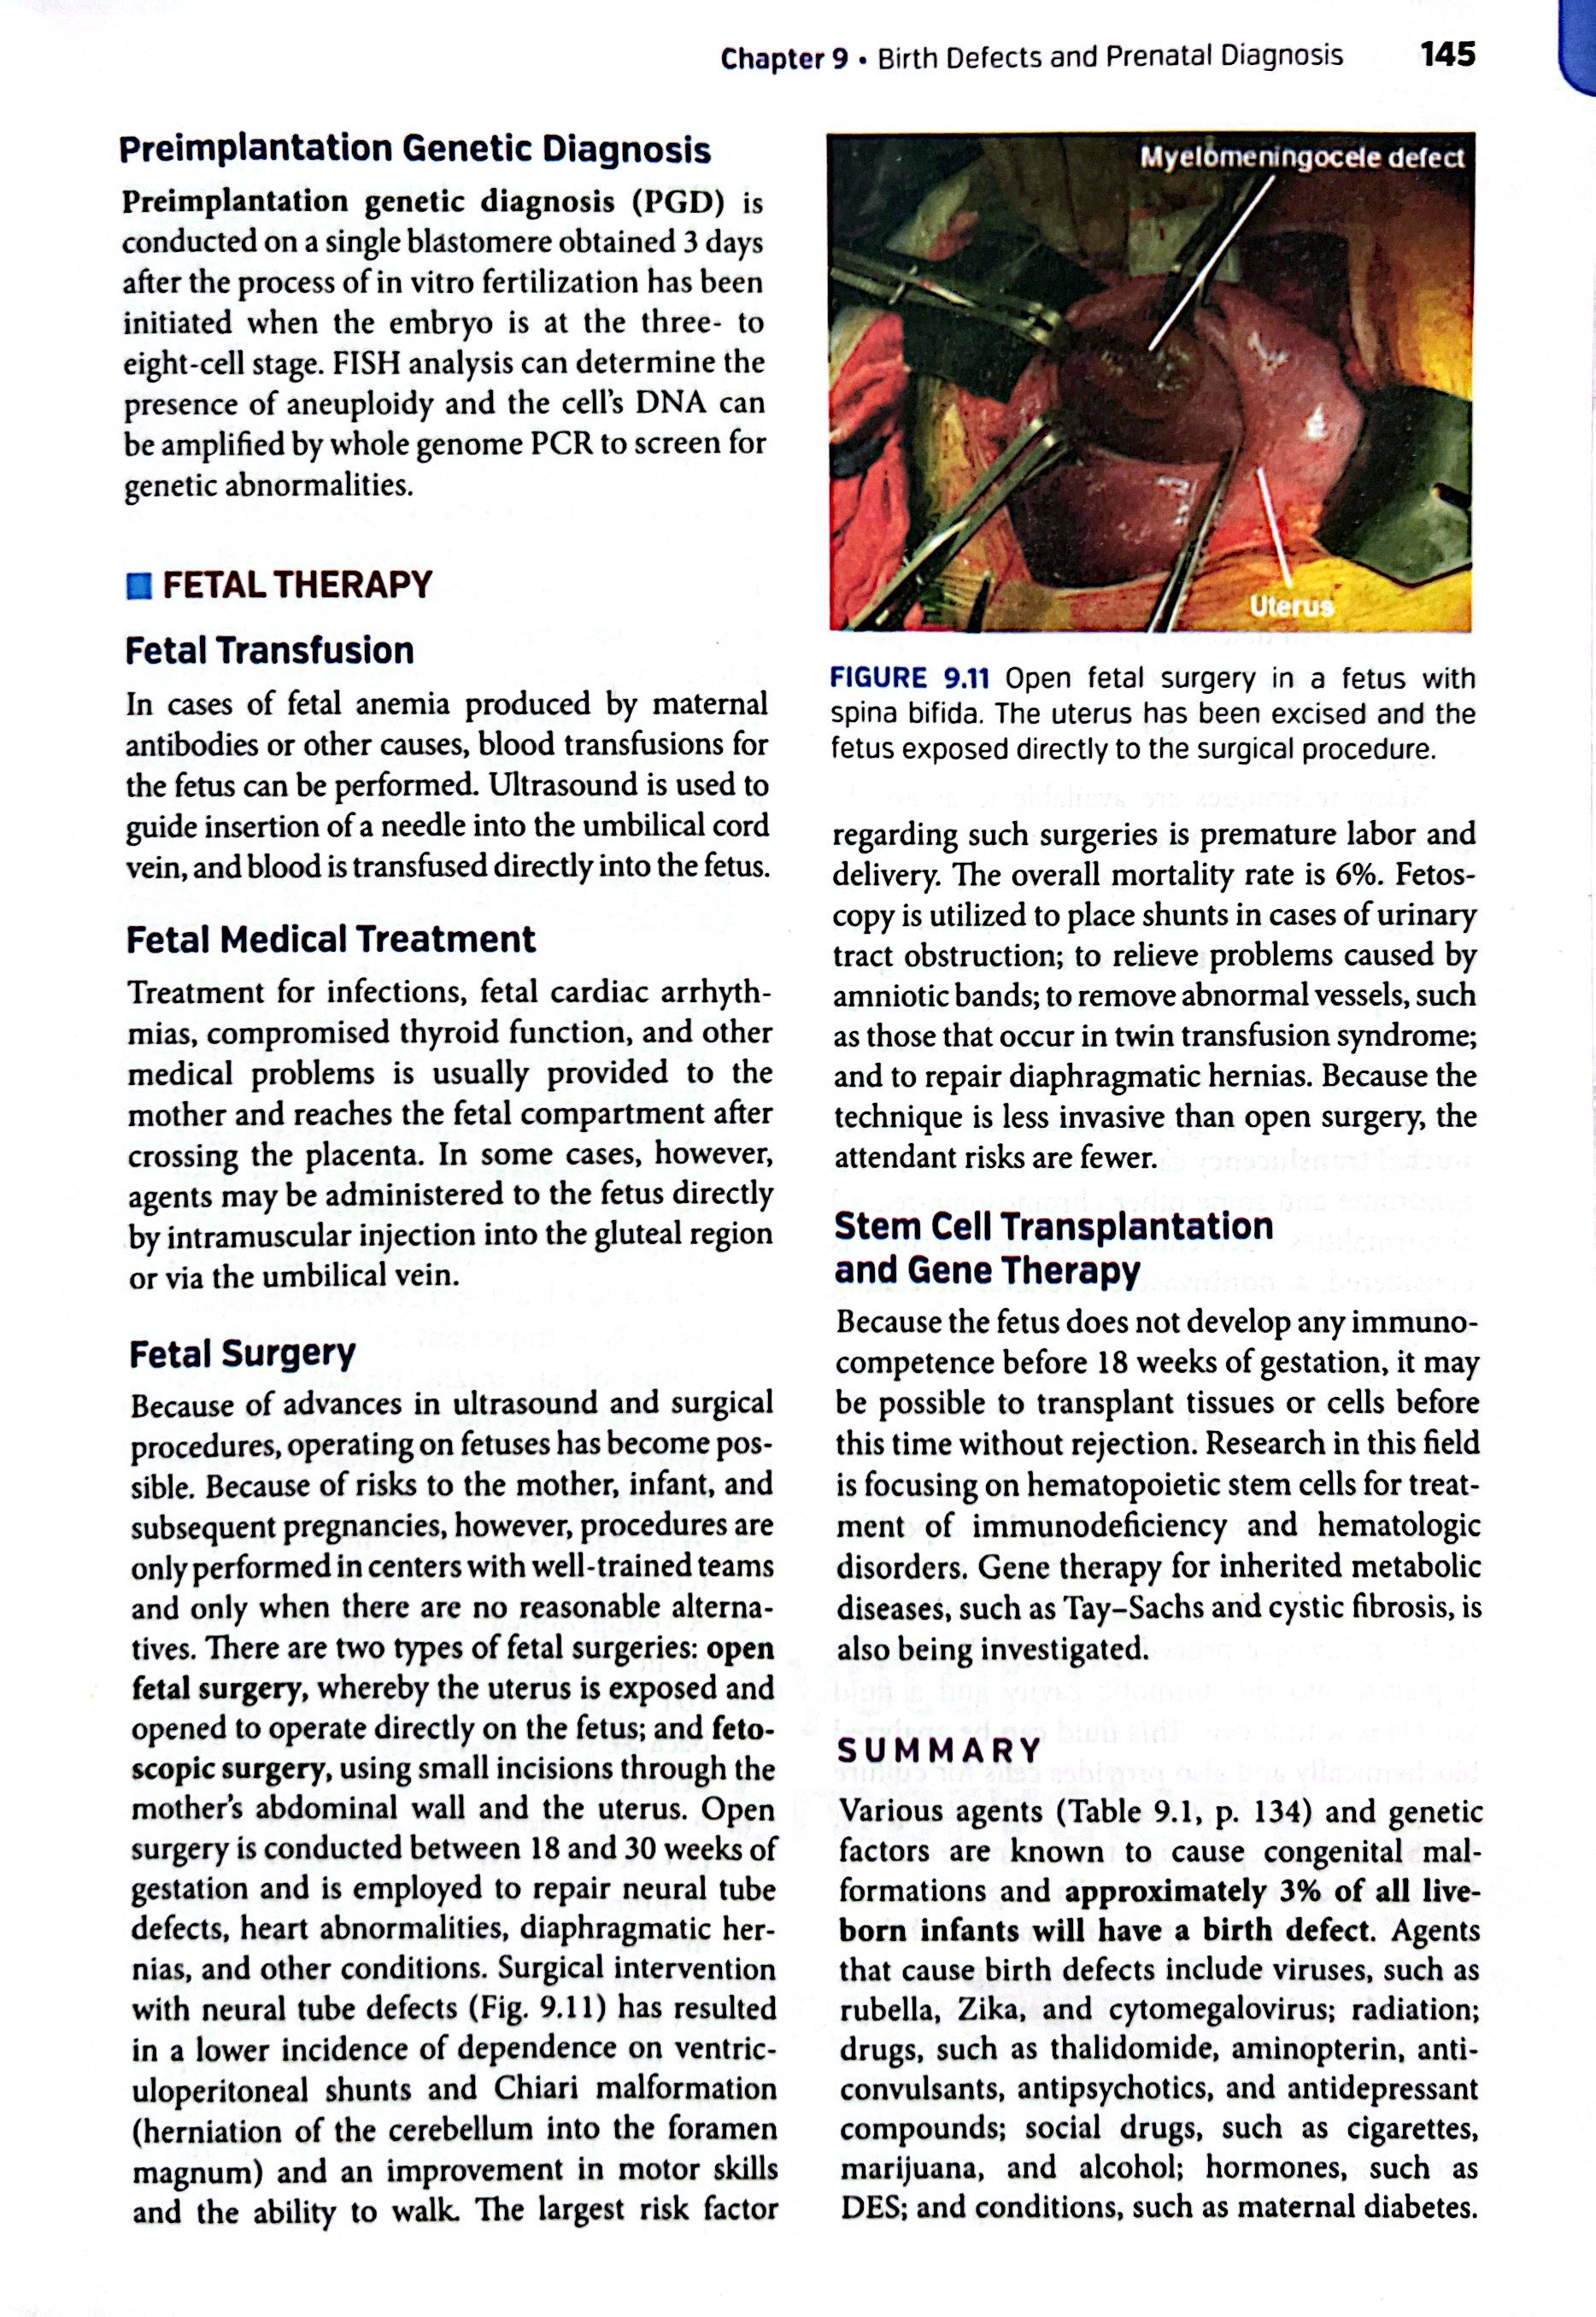 Chapter 9 • Birth Defects and Prenatal Diagnosis 145
Preimplantation Genetic Diagnosis
Preimplantation genetic diagnosis (PGD) is
conducted on a single blastomere obtained 3 days
after the process of in vitro fertilization has been
initiated when the embryo is at the three- to
eight-cell stage. FISH analysis can determine the
presence of aneuploidy and the cell's DNA can
be amplified by whole genome PCR to screen for
genetic abnormalities.
FETAL THERAPY
Fetal Transfusion
In cases of fetal anemia produced by maternal
antibodies or other causes, blood transfusions for
the fetus can be performed. Ultrasound is used to
guide insertion of a needle into the umbilical cord
vein, and blood is transfused directly into the fetus.
Fetal Medical Treatment
Treatment for infections, fetal cardiac arrhyth-
mias, compromised thyroid function, and other
medical problems is usually provided to the
mother and reaches the fetal compartment after
crossing the placenta. In some cases, however,
agents may be administered to the fetus directly
by intramuscular injection into the gluteal region
or via the umbilical vein.
Fetal Surgery
Because of advances in ultrasound and surgical
procedures, operating on fetuses has become pos-
sible. Because of risks to the mother, infant, and
subsequent pregnancies, however, procedures are
only performed in centers with well-trained teams
and only when there are no reasonable alterna-
tives. There are two types of fetal surgeries: open
fetal surgery, whereby the uterus is exposed and
opened to operate directly on the fetus; and feto-
scopic surgery, using small incisions through the
mother's abdominal wall and the uterus. Open
surgery is conducted between 18 and 30 weeks of
gestation and is employed to repair neural tube
defects, heart abnormalities, diaphragmatic her-
nias, and other conditions. Surgical intervention
with neural tube defects (Fig. 9.11) has resulted
in a lower incidence of dependence on ventric-
uloperitoneal shunts and Chiari malformation
(herniation of the cerebellum into the foramen
magnum) and an improvement in motor skills
and the ability to walk. The largest risk factor
Myelomeningocele defect
Uterus
FIGURE 9.11 Open fetal surgery in a fetus with
spina bifida. The uterus has been excised and the
fetus exposed directly to the surgical procedure.
regarding such surgeries is premature labor and
delivery. The overall mortality rate is 6%. Fetos-
copy is utilized to place shunts in cases of urinary
tract obstruction; to relieve problems caused by
amniotic bands; to remove abnormal vessels, such
as those that occur in twin transfusion syndrome;
and to repair diaphragmatic hernias. Because the
technique is less invasive than open surgery, the
attendant risks are fewer.
Stem Cell Transplantation
and Gene Therapy
Because the fetus does not develop any immuno-
competence before 18 weeks of gestation, it may
be possible to transplant tissues or cells before
this time without rejection. Research in this field
is focusing on hematopoietic stem cells for treat-
ment of immunodeficiency and hematologic
disorders. Gene therapy for inherited metabolic
diseases, such as Tay–Sachs and cystic fibrosis, is
also being investigated.
SUMMARY
Various agents (Table 9.1, p. 134) and genetic
factors are known to cause congenital mal-
formations and approximately 3% of all live-
born infants will have a birth defect. Agents
that cause birth defects include viruses, such as
rubella, Zika, and cytomegalovirus; radiation;
drugs, such as thalidomide, aminopterin, anti-
convulsants, antipsychotics, and antidepressant
compounds; social drugs, such as cigarettes,
marijuana, and alcohol; hormones, such as
DES; and conditions, such as maternal diabetes.